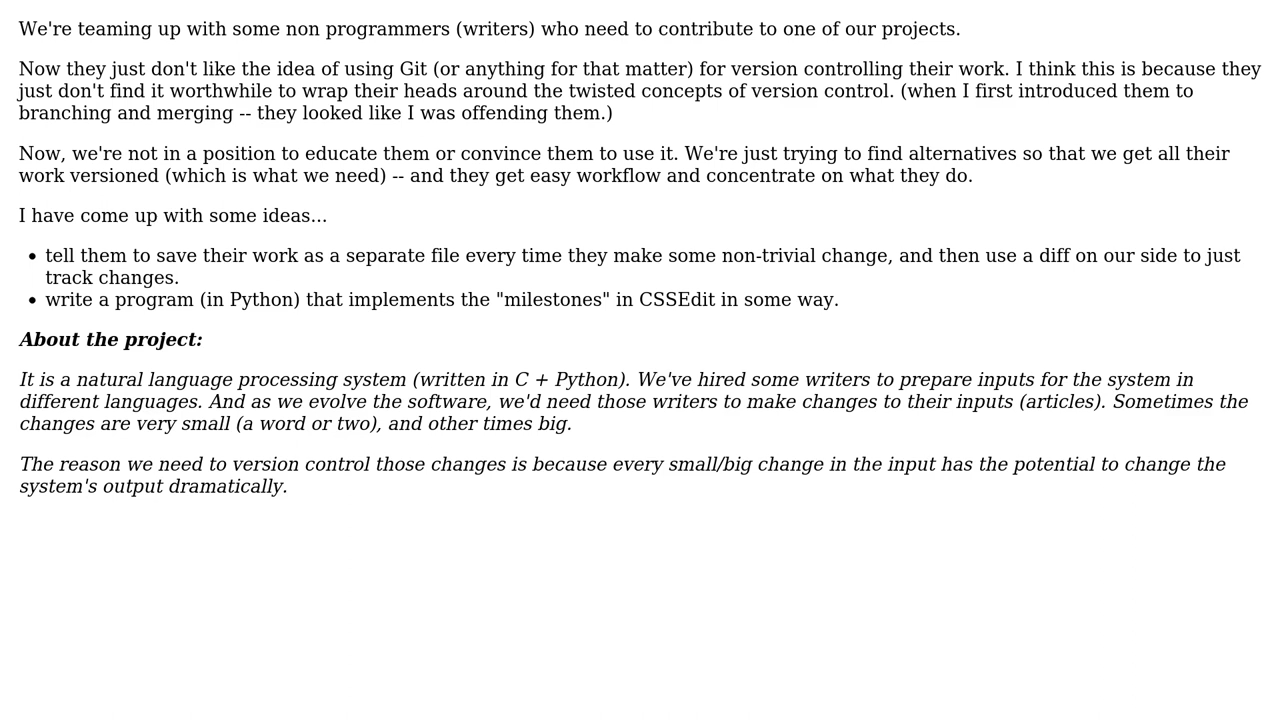 We're teaming up with some non programmers (writers) who need to contribute to one of our projects.
Now they just don't like the idea of using Git (or anything for that matter) for version controlling their work. I think this is because they
just don't find it worthwhile to wrap their heads around the twisted concepts of version control. (when I first introduced them to
branching and merging -- they looked like I was offending them.)
Now, we're not in a position to educate them or convince them to use it. We're just trying to find alternatives so that we get all their
work versioned (which is what we need) -- and they get easy workflow and concentrate on what they do.
I have come up with some ideas...
• tell them to save their work as a separate file every time they make some non-trivial change, and then use a diff on our side to just
track changes.
• write a program (in Python) that implements the "milestones" in CSSEdit in some way.
About the project:
It is a natural language processing system (written in C + Python). We've hired some writers to prepare inputs for the system in
different languages. And as we evolve the software, we'd need those writers to make changes to their inputs (articles). Sometimes the
changes are very small (a word or two), and other times big.
The reason we need to version control those changes is because every small/big change in the input has the potential to change the
system's output dramatically.